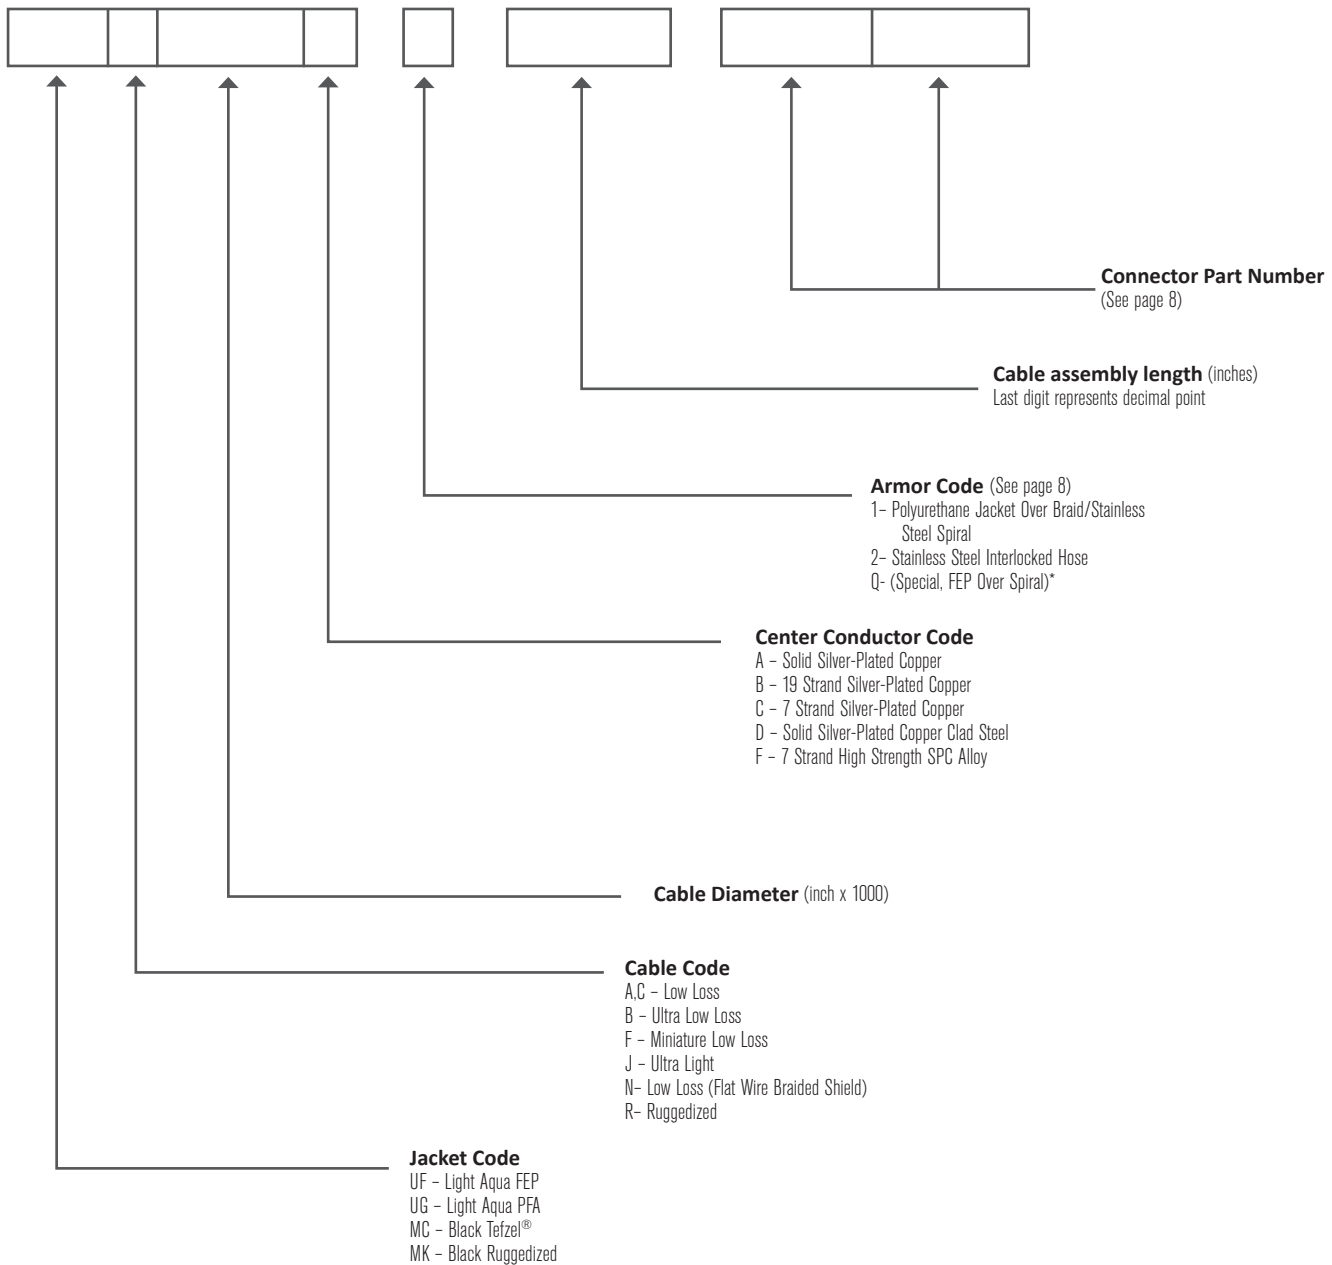 Connector Part Number
(See page 8)
Cable assembly length (inches)
Last digit represents decimal point
Armor Code (See page 8)
1– Polyurethane Jacket Over Braid/Stainless
Steel Spiral
2– Stainless Steel Interlocked Hose
Q- (Special, FEP Over Spiral)*
Center Conductor Code
A – Solid Silver-Plated Copper
B – 19 Strand Silver-Plated Copper
C – 7 Strand Silver-Plated Copper
D – Solid Silver-Plated Copper Clad Steel
F – 7 Strand High Strength SPC Alloy
Cable Diameter (inch x 1000)
Cable Code
A,C – Low Loss
B – Ultra Low Loss
F – Miniature Low Loss
J – Ultra Light
N– Low Loss (Flat Wire Braided Shield)
R– Ruggedized
Jacket Code
UF – Light Aqua FEP
UG – Light Aqua PFA
MC – Black Tefzel®
MK – Black Ruggedized